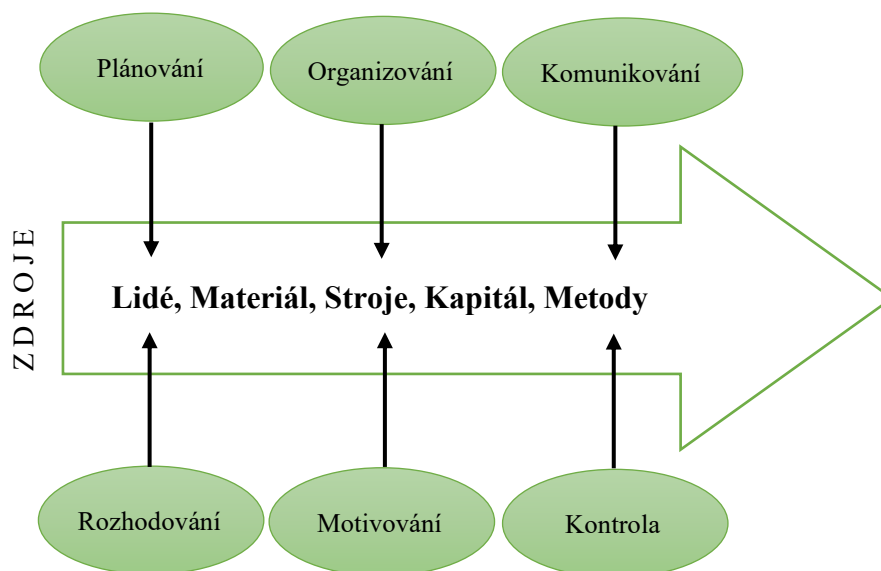 Plánování
Organizování
Komunikování
ZDROJE
Lidé, Materiál, Stroje, Kapitál, Metody
Rozhodování
Motivování
Kontrola